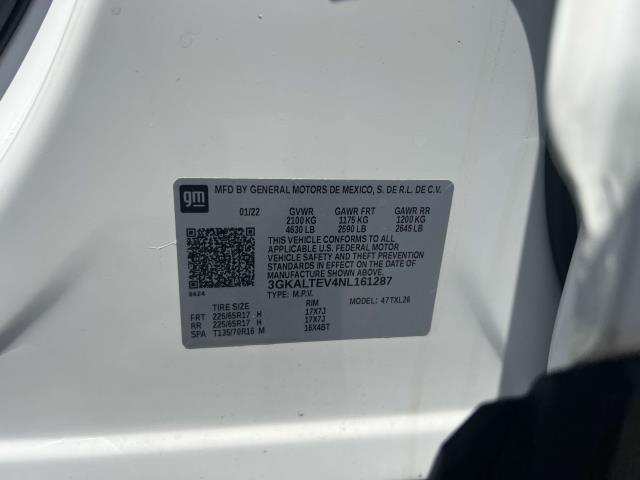 gm
MFD BY GENERAL MOTORS DE MEXICO, S. DE R.L. DE C.V.
01/22 GVWR GAWR FRT GAWR RR
2100 KG 1175 KG 1200 KG
4630 LB 2590 LB 2645 LB
THIS VEHICLE CONFORMS TO ALL
APPLICABLE U.S. FEDERAL MOTOR
VEHICLE SAFETY AND THEFT
PREVENTION STANDARDS IN EFFECT
ON THE DATE OF MANUFACTURE
SHOWN ABOVE.
3GKALTEV4NL161287
6624 TYPE: M.P.V. MODEL: 47TXL26
TIRE SIZE RIM
FRT 225/65R17 H 17X7J
RR 225/65R17 H 17X7J
SPA T135/70R16 M 16X4BT